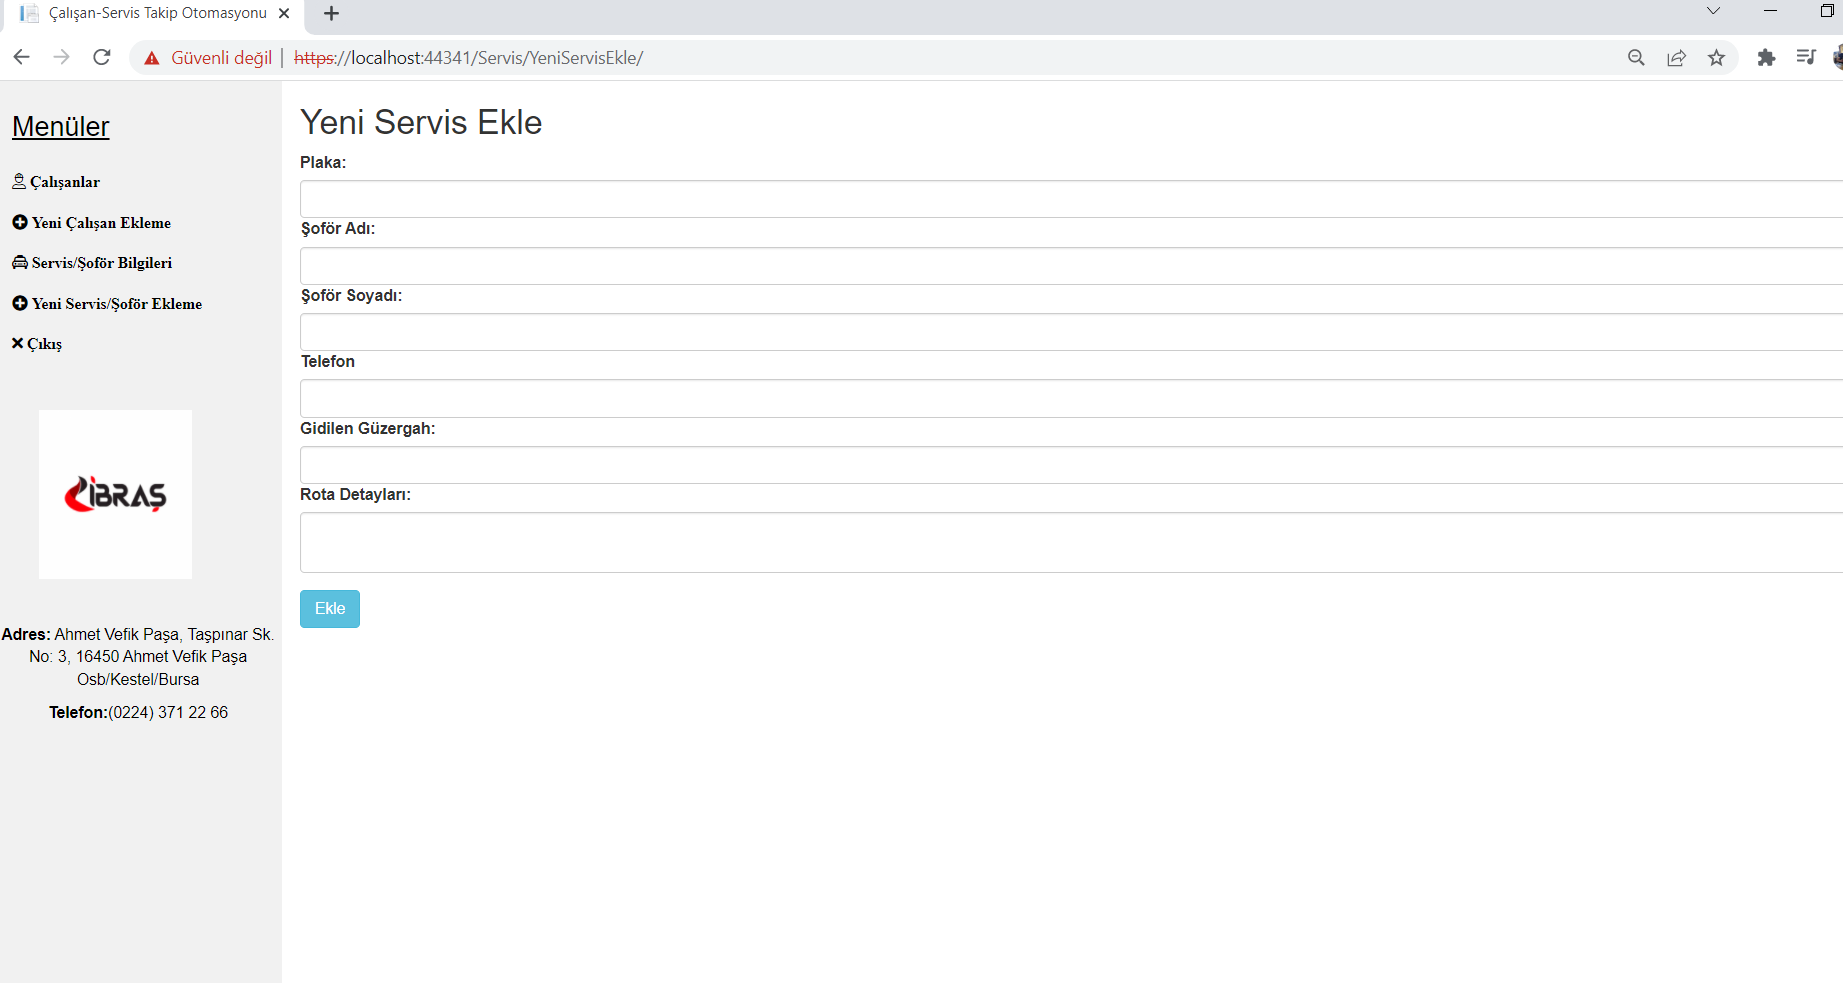 Çalışan-Servis Takip Otomasyonu
Güvenli değil | https://localhost:44341/Servis/YeniServisEkle/
Menüler
Çalışanlar
Yeni Çalışan Ekleme
Servis/Şoför Bilgileri
Yeni Servis/Şoför Ekleme
Çıkış
İBRAŞ
Adres: Ahmet Vefik Paşa, Taşpınar Sk.
No: 3, 16450 Ahmet Vefik Paşa
Osb/Kestel/Bursa
Telefon:(0224) 371 22 66
Yeni Servis Ekle
Plaka:
Şoför Adı:
Şoför Soyadı:
Telefon
Gidilen Güzergah:
Rota Detayları:
Ekle